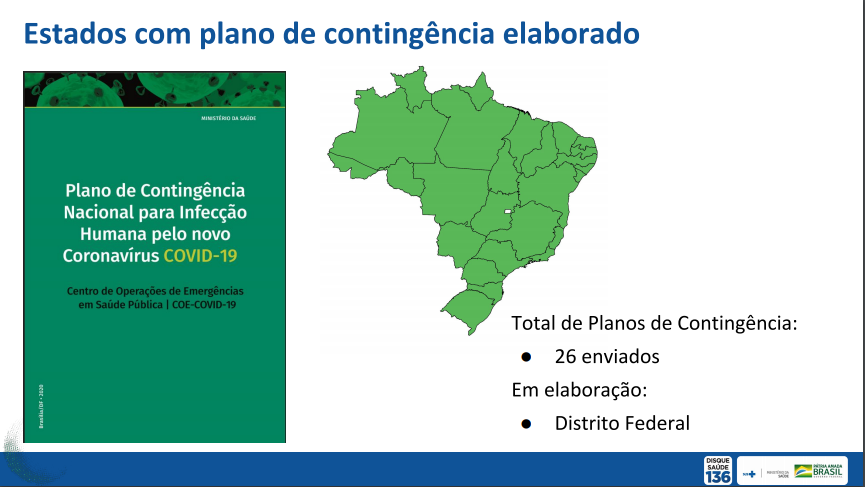 Estados com plano de contingência elaborado
MINISTÉRIO DA SAÚDE
Plano de Contingência
Nacional para Infecção
Humana pelo novo
Coronavírus COVID-19
Centro de Operações de Emergências
em Saúde Pública | COE-COVID-19
Brasília/DF • 2020
Total de Planos de Contingência:
● 26 enviados
Em elaboração:
● Distrito Federal
DISQUE
SAÚDE
136
SUS
MINISTÉRIO DA
SAÚDE
PÁTRIA AMADA
BRASIL